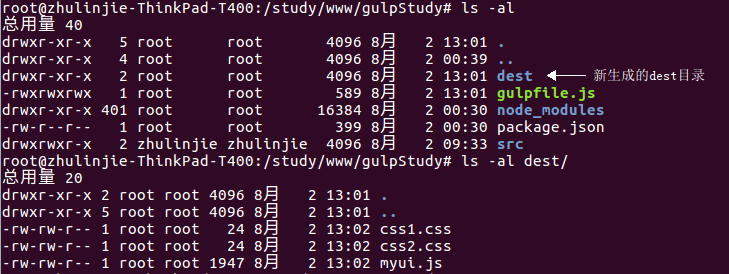 root@zhulinjie-ThinkPad-T400:/study/www/gulpStudy# ls -al
总用量 40
drwxr-xr-x   5 root      root       4096 8月   2 13:01 .
drwxr-xr-x   4 root      root       4096 8月   2 00:39 ..
drwxr-xr-x   2 root      root       4096 8月   2 13:01 dest 新生成的dest目录
-rwxrwxrwx   1 root      root        589 8月   2 13:01 gulpfile.js
drwxr-xr-x 401 root      root      16384 8月   2 00:30 node_modules
-rw-r--r--   1 root      root        399 8月   2 00:30 package.json
drwxrwxr-x   2 zhulinjie zhulinjie  4096 8月   2 09:33 src
root@zhulinjie-ThinkPad-T400:/study/www/gulpStudy# ls -al dest/
总用量 20
drwxr-xr-x 2 root root 4096 8月   2 13:01 .
drwxr-xr-x 5 root root 4096 8月   2 13:01 ..
-rw-rw-r-- 1 root root   24 8月   2 13:02 css1.css
-rw-rw-r-- 1 root root   24 8月   2 13:02 css2.css
-rw-rw-r-- 1 root root 1947 8月   2 13:02 myui.js